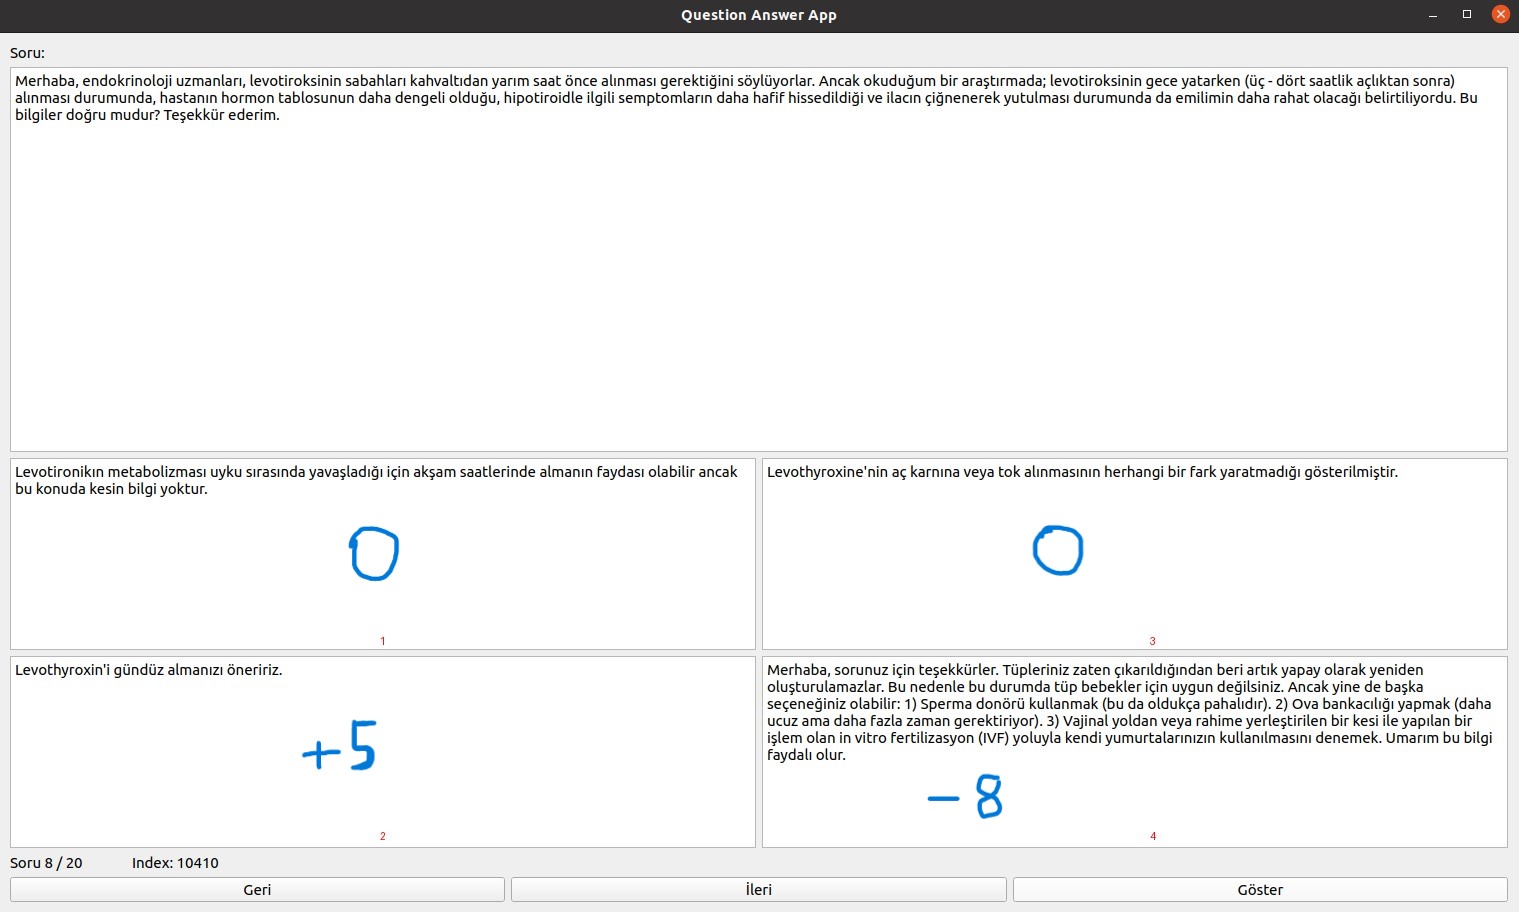 Question Answer App
Soru:
Merhaba, endokrinoloji uzmanları, levotiroksinin sabahları kahvaltıdan yarım saat önce alınması gerektiğini söylüyorlar. Ancak okuduğum bir araştırmada; levotiroksinin gece yatarken (üç - dört saatlik açlıktan sonra)
alınması durumunda, hastanın hormon tablosunun daha dengeli olduğu, hipotiroidle ilgili semptomların daha hafif hissedildiği ve ilacın çiğnenerek yutulması durumunda da emilimin daha rahat olacağı belirtiliyordu. Bu
bilgiler doğru mudur? Teşekkür ederim.
Levotironikın metabolizması uyku sırasında yavaşladığı için akşam saatlerinde almanın faydası olabilir ancak
bu konuda kesin bilgi yoktur.
0
1
Levothyroxine'nin aç karnına veya tok alınmasının herhangi bir fark yaratmadığı gösterilmiştir.
0
3
Levothyroxin'i gündüz almanızı öneririz.
+5
2
Merhaba, sorunuz için teşekkürler. Tüpleriniz zaten çıkarıldığından beri artık yapay olarak yeniden
oluşturulamazlar. Bu nedenle bu durumda tüp bebekler için uygun değilsiniz. Ancak yine de başka
seçeneğiniz olabilir: 1) Sperma donörü kullanmak (bu da oldukça pahalıdır). 2) Ova bankacılığı yapmak (daha
ucuz ama daha fazla zaman gerektiriyor). 3) Vajinal yoldan veya rahime yerleştirilen bir kesi ile yapılan bir
işlem olan in vitro fertilizasyon (IVF) yoluyla kendi yumurtalarınızın kullanılmasını denemek. Umarım bu bilgi
faydalı olur.
-8
4
Soru 8 / 20 Index: 10410
Geri İleri Göster